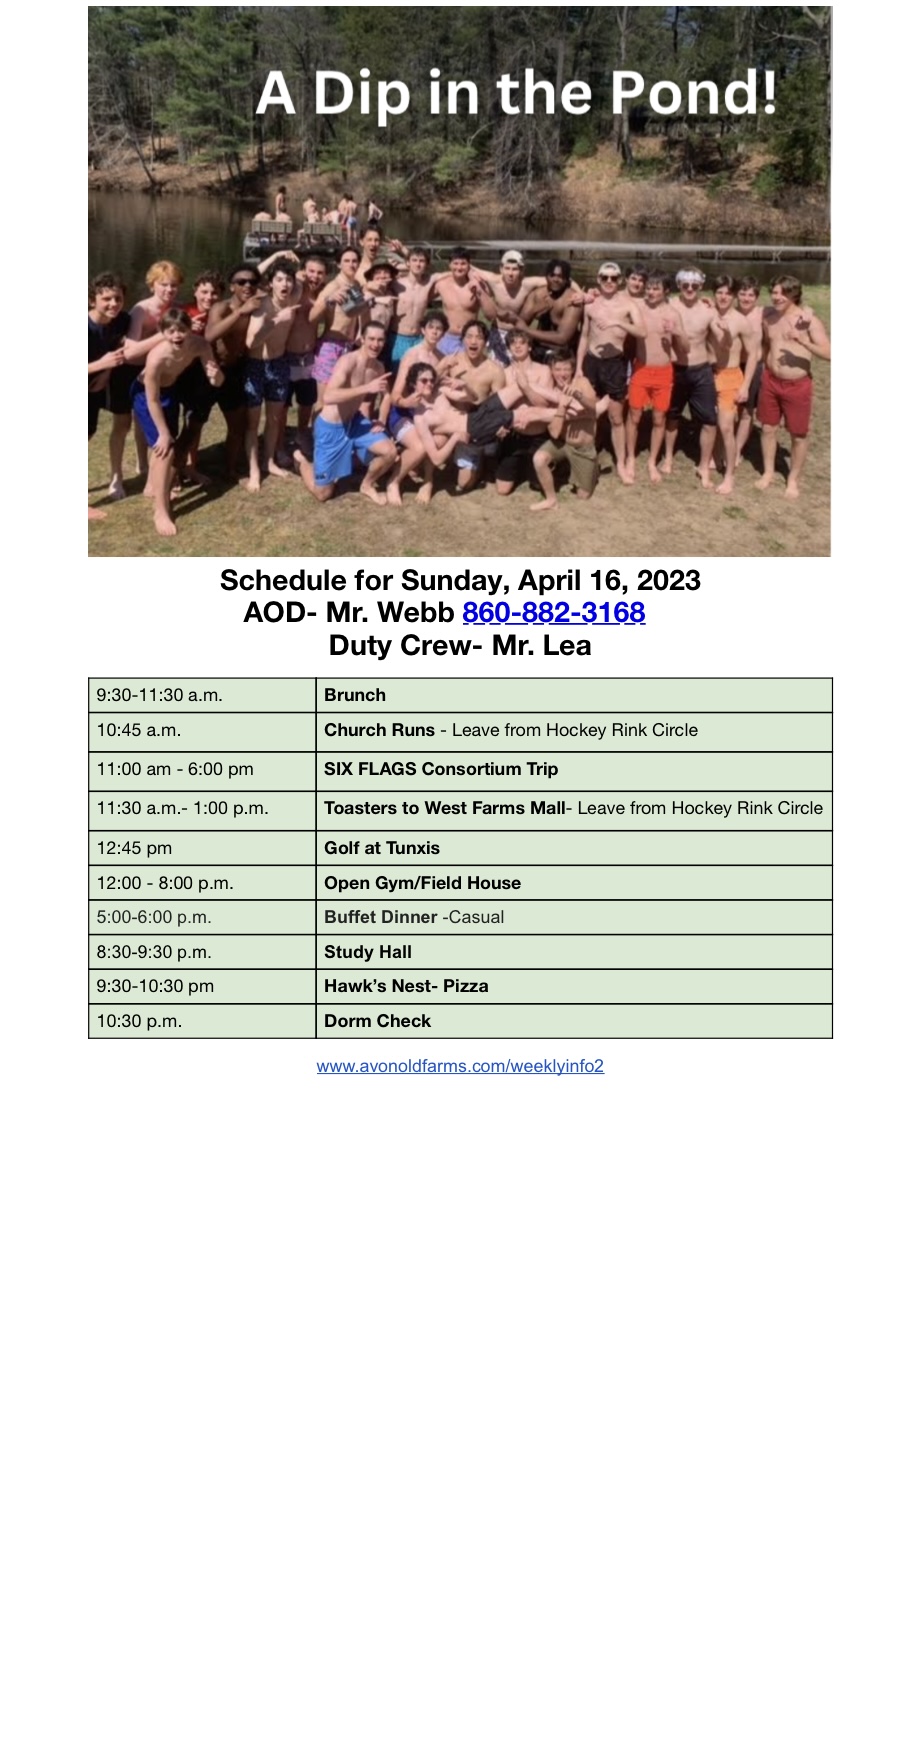 A Dip in the Pond!
Schedule for Sunday, April 16, 2023
AOD- Mr. Webb 860-882-3168
Duty Crew- Mr. Lea
9:30-11:30 a.m. Brunch
10:45 a.m. Church Runs - Leave from Hockey Rink Circle
11:00 am - 6:00 pm SIX FLAGS Consortium Trip
11:30 a.m.- 1:00 p.m. Toasters to West Farms Mall- Leave from Hockey Rink Circle
12:45 pm Golf at Tunxis
12:00 - 8:00 p.m. Open Gym/Field House
5:00-6:00 p.m. Buffet Dinner -Casual
8:30-9:30 p.m. Study Hall
9:30-10:30 pm Hawk’s Nest- Pizza
10:30 p.m. Dorm Check
www.avonoldfarms.com/weeklyinfo2